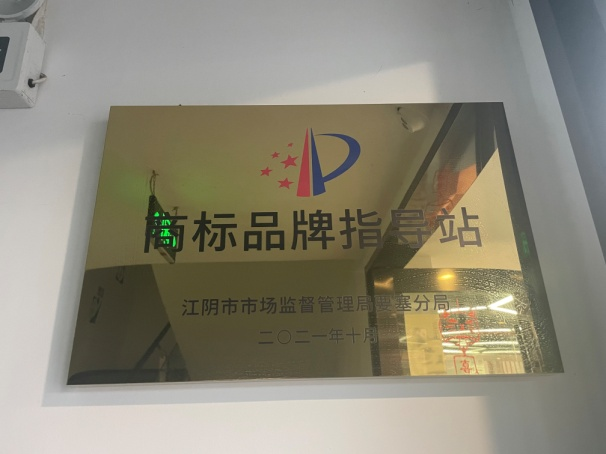 商标品牌指导站
江阴市市场监督管理局要塞分局
二〇二一年十月